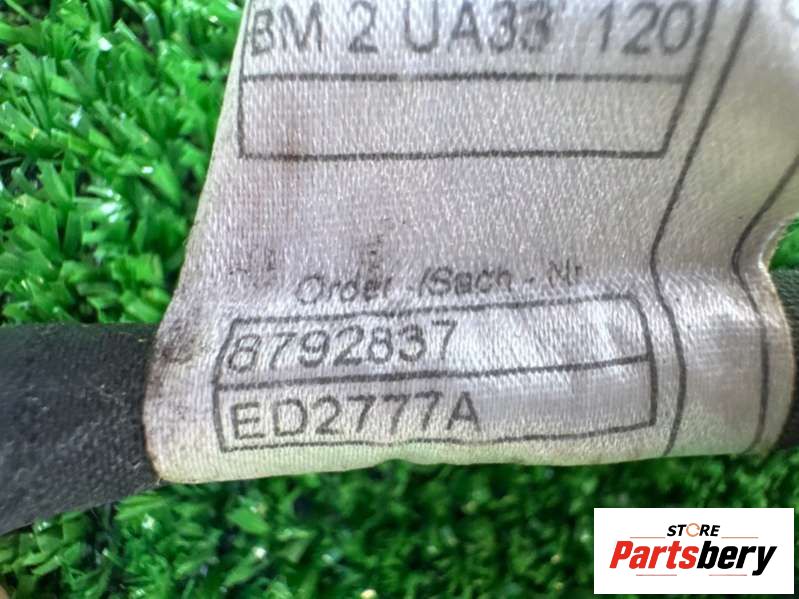 BM 2 UA33 120
Order - /Sach - Nr
8792837
ED2777A
STORE
Partsbery